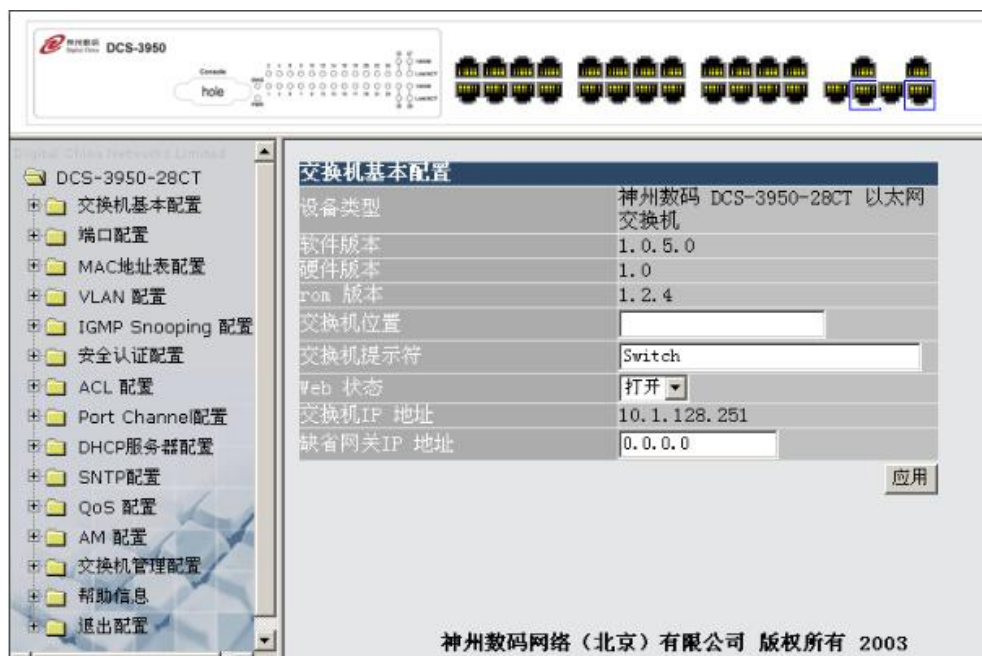 神州数码
Digital China
DCS-3950
Console
hole
Digital China Networks Limited
DCS-3950-28CT
交换机基本配置
端口配置
MAC地址表配置
VLAN 配置
IGMP Snooping 配置
安全认证配置
ACL 配置
Port Channel配置
DHCP服务器配置
SNTP配置
QoS 配置
AM 配置
交换机管理配置
帮助信息
退出配置
交换机基本配置
设备类型 神州数码 DCS-3950-28CT 以太网
交换机
软件版本 1.0.5.0
硬件版本 1.0
rom 版本 1.2.4
交换机位置
交换机提示符 Switch
Web 状态 打开
交换机IP 地址 10.1.128.251
缺省网关IP 地址 0.0.0.0
应用
神州数码网络（北京）有限公司 版权所有 2003